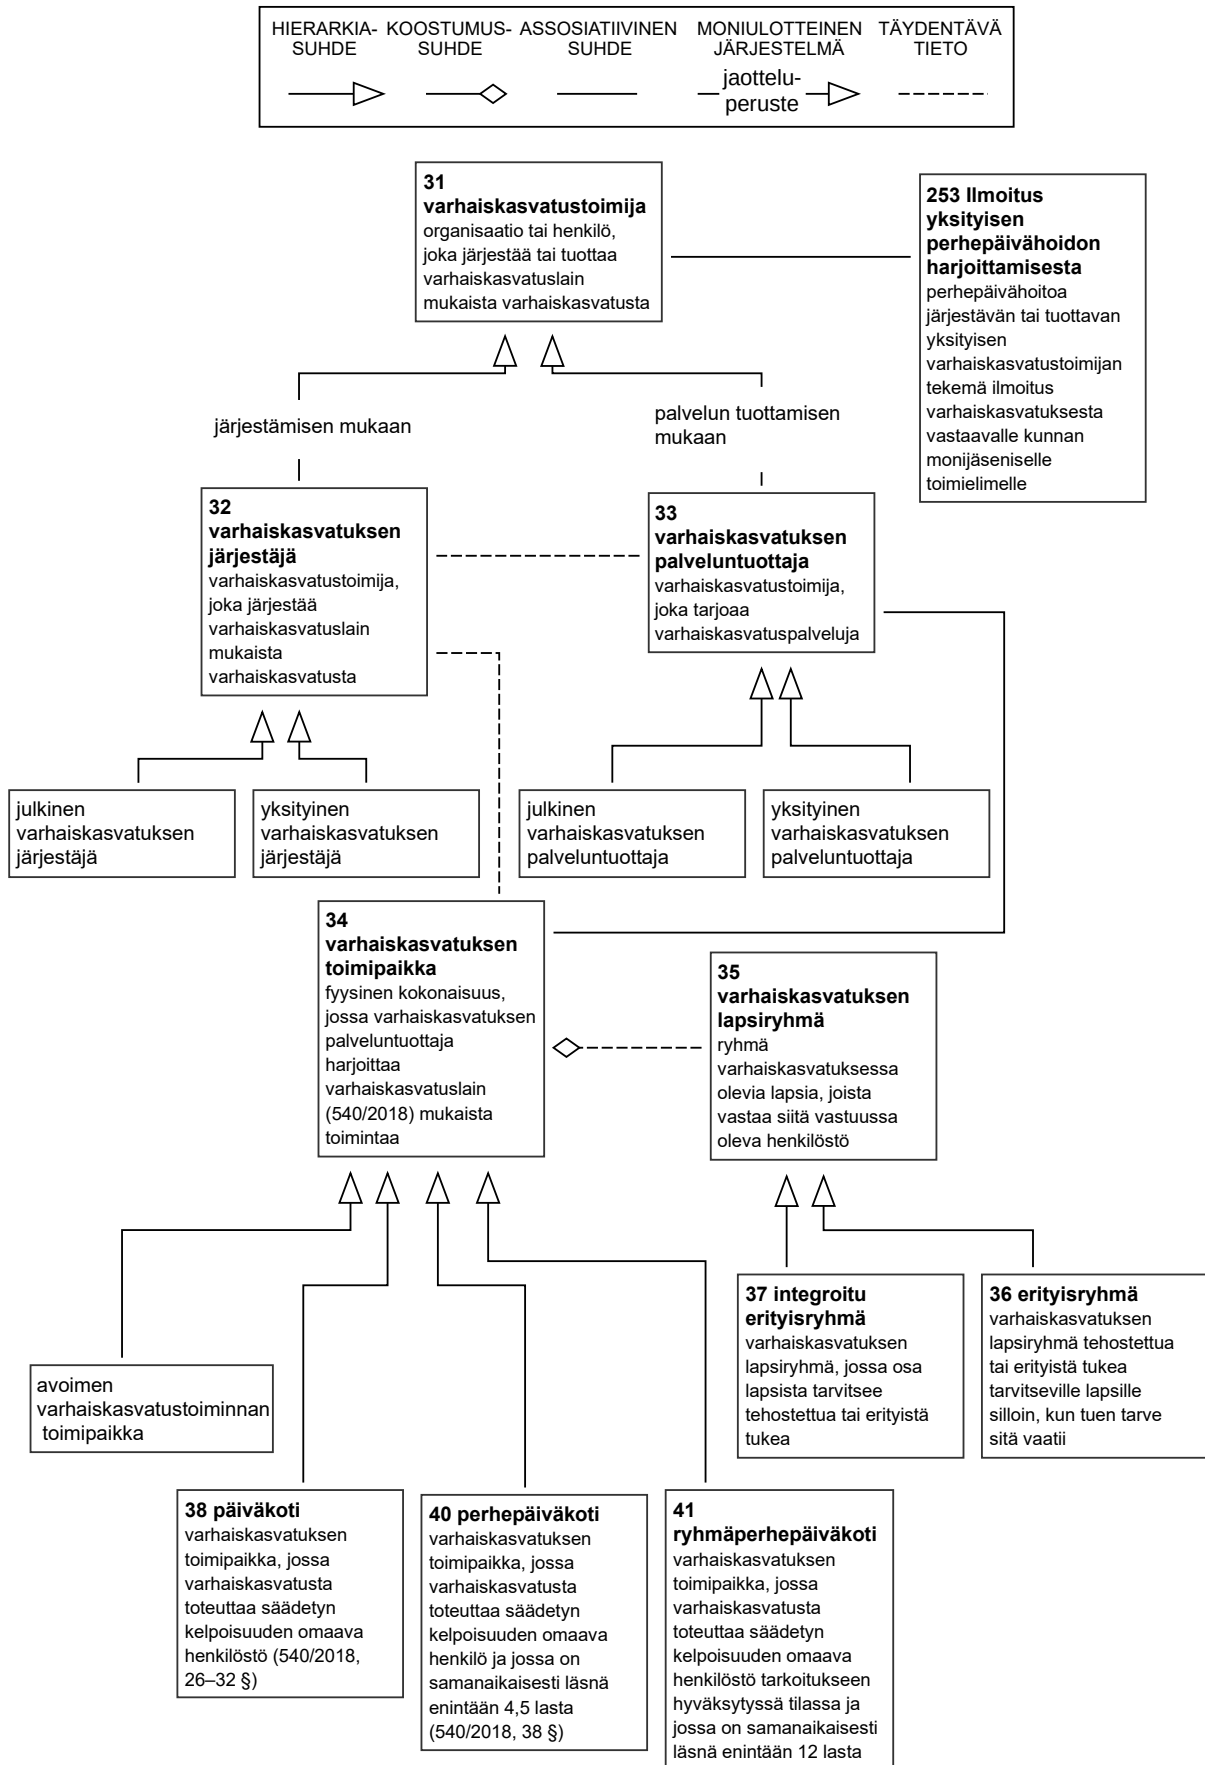 HIERARKIA-
SUHDE
KOOSTUMUS-
SUHDE
ASSOSIATIIVINEN
SUHDE
MONIULOTTEINEN
JÄRJESTELMÄ
TÄYDENTÄVÄ
TIETO
jaottelu-
peruste
31
varhaiskasvatustoimija
organisaatio tai henkilö,
joka järjestää tai tuottaa
varhaiskasvatuslain
mukaista varhaiskasvatusta
253 Ilmoitus
yksityisen
perhepäivähoidon
harjoittamisesta
perhepäivähoitoa
järjestävän tai tuottavan
yksityisen
varhaiskasvatustoimijan
tekemä ilmoitus
varhaiskasvatuksesta
vastaavalle kunnan
monijäseniselle
toimielimelle
järjestämisen mukaan
palvelun tuottamisen
mukaan
32
varhaiskasvatuksen
järjestäjä
varhaiskasvatustoimija,
joka järjestää
varhaiskasvatuslain
mukaista
varhaiskasvatusta
33
varhaiskasvatuksen
palveluntuottaja
varhaiskasvatustoimija,
joka tarjoaa
varhaiskasvatuspalveluja
julkinen
varhaiskasvatuksen
järjestäjä
yksityinen
varhaiskasvatuksen
järjestäjä
julkinen
varhaiskasvatuksen
palveluntuottaja
yksityinen
varhaiskasvatuksen
palveluntuottaja
34
varhaiskasvatuksen
toimipaikka
fyysinen kokonaisuus,
jossa varhaiskasvatuksen
palveluntuottaja
harjoittaa
varhaiskasvatuslain
(540/2018) mukaista
toimintaa
35
varhaiskasvatuksen
lapsiryhmä
ryhmä
varhaiskasvatuksessa
olevia lapsia, joista
vastaa siitä vastuussa
oleva henkilöstö
37 integroitu
erityisryhmä
varhaiskasvatuksen
lapsiryhmä, jossa osa
lapsista tarvitsee
tehostettua tai erityistä
tukea
36 erityisryhmä
varhaiskasvatuksen
lapsiryhmä tehostettua
tai erityistä tukea
tarvitseville lapsille
silloin, kun tuen tarve
sitä vaatii
avoimen
varhaiskasvatustoiminnan
toimipaikka
38 päiväkoti
varhaiskasvatuksen
toimipaikka, jossa
varhaiskasvatusta
toteuttaa säädetyn
kelpoisuuden omaava
henkilöstö (540/2018,
26–32 §)
40 perhepäiväkoti
varhaiskasvatuksen
toimipaikka, jossa
varhaiskasvatusta
toteuttaa säädetyn
kelpoisuuden omaava
henkilö ja jossa on
samanaikaisesti läsnä
enintään 4,5 lasta
(540/2018, 38 §)
41
ryhmäperhepäiväkoti
varhaiskasvatuksen
toimipaikka, jossa
varhaiskasvatusta
toteuttaa säädetyn
kelpoisuuden omaava
henkilöstö tarkoitukseen
hyväksytyssä tilassa ja
jossa on samanaikaisesti
läsnä enintään 12 lasta